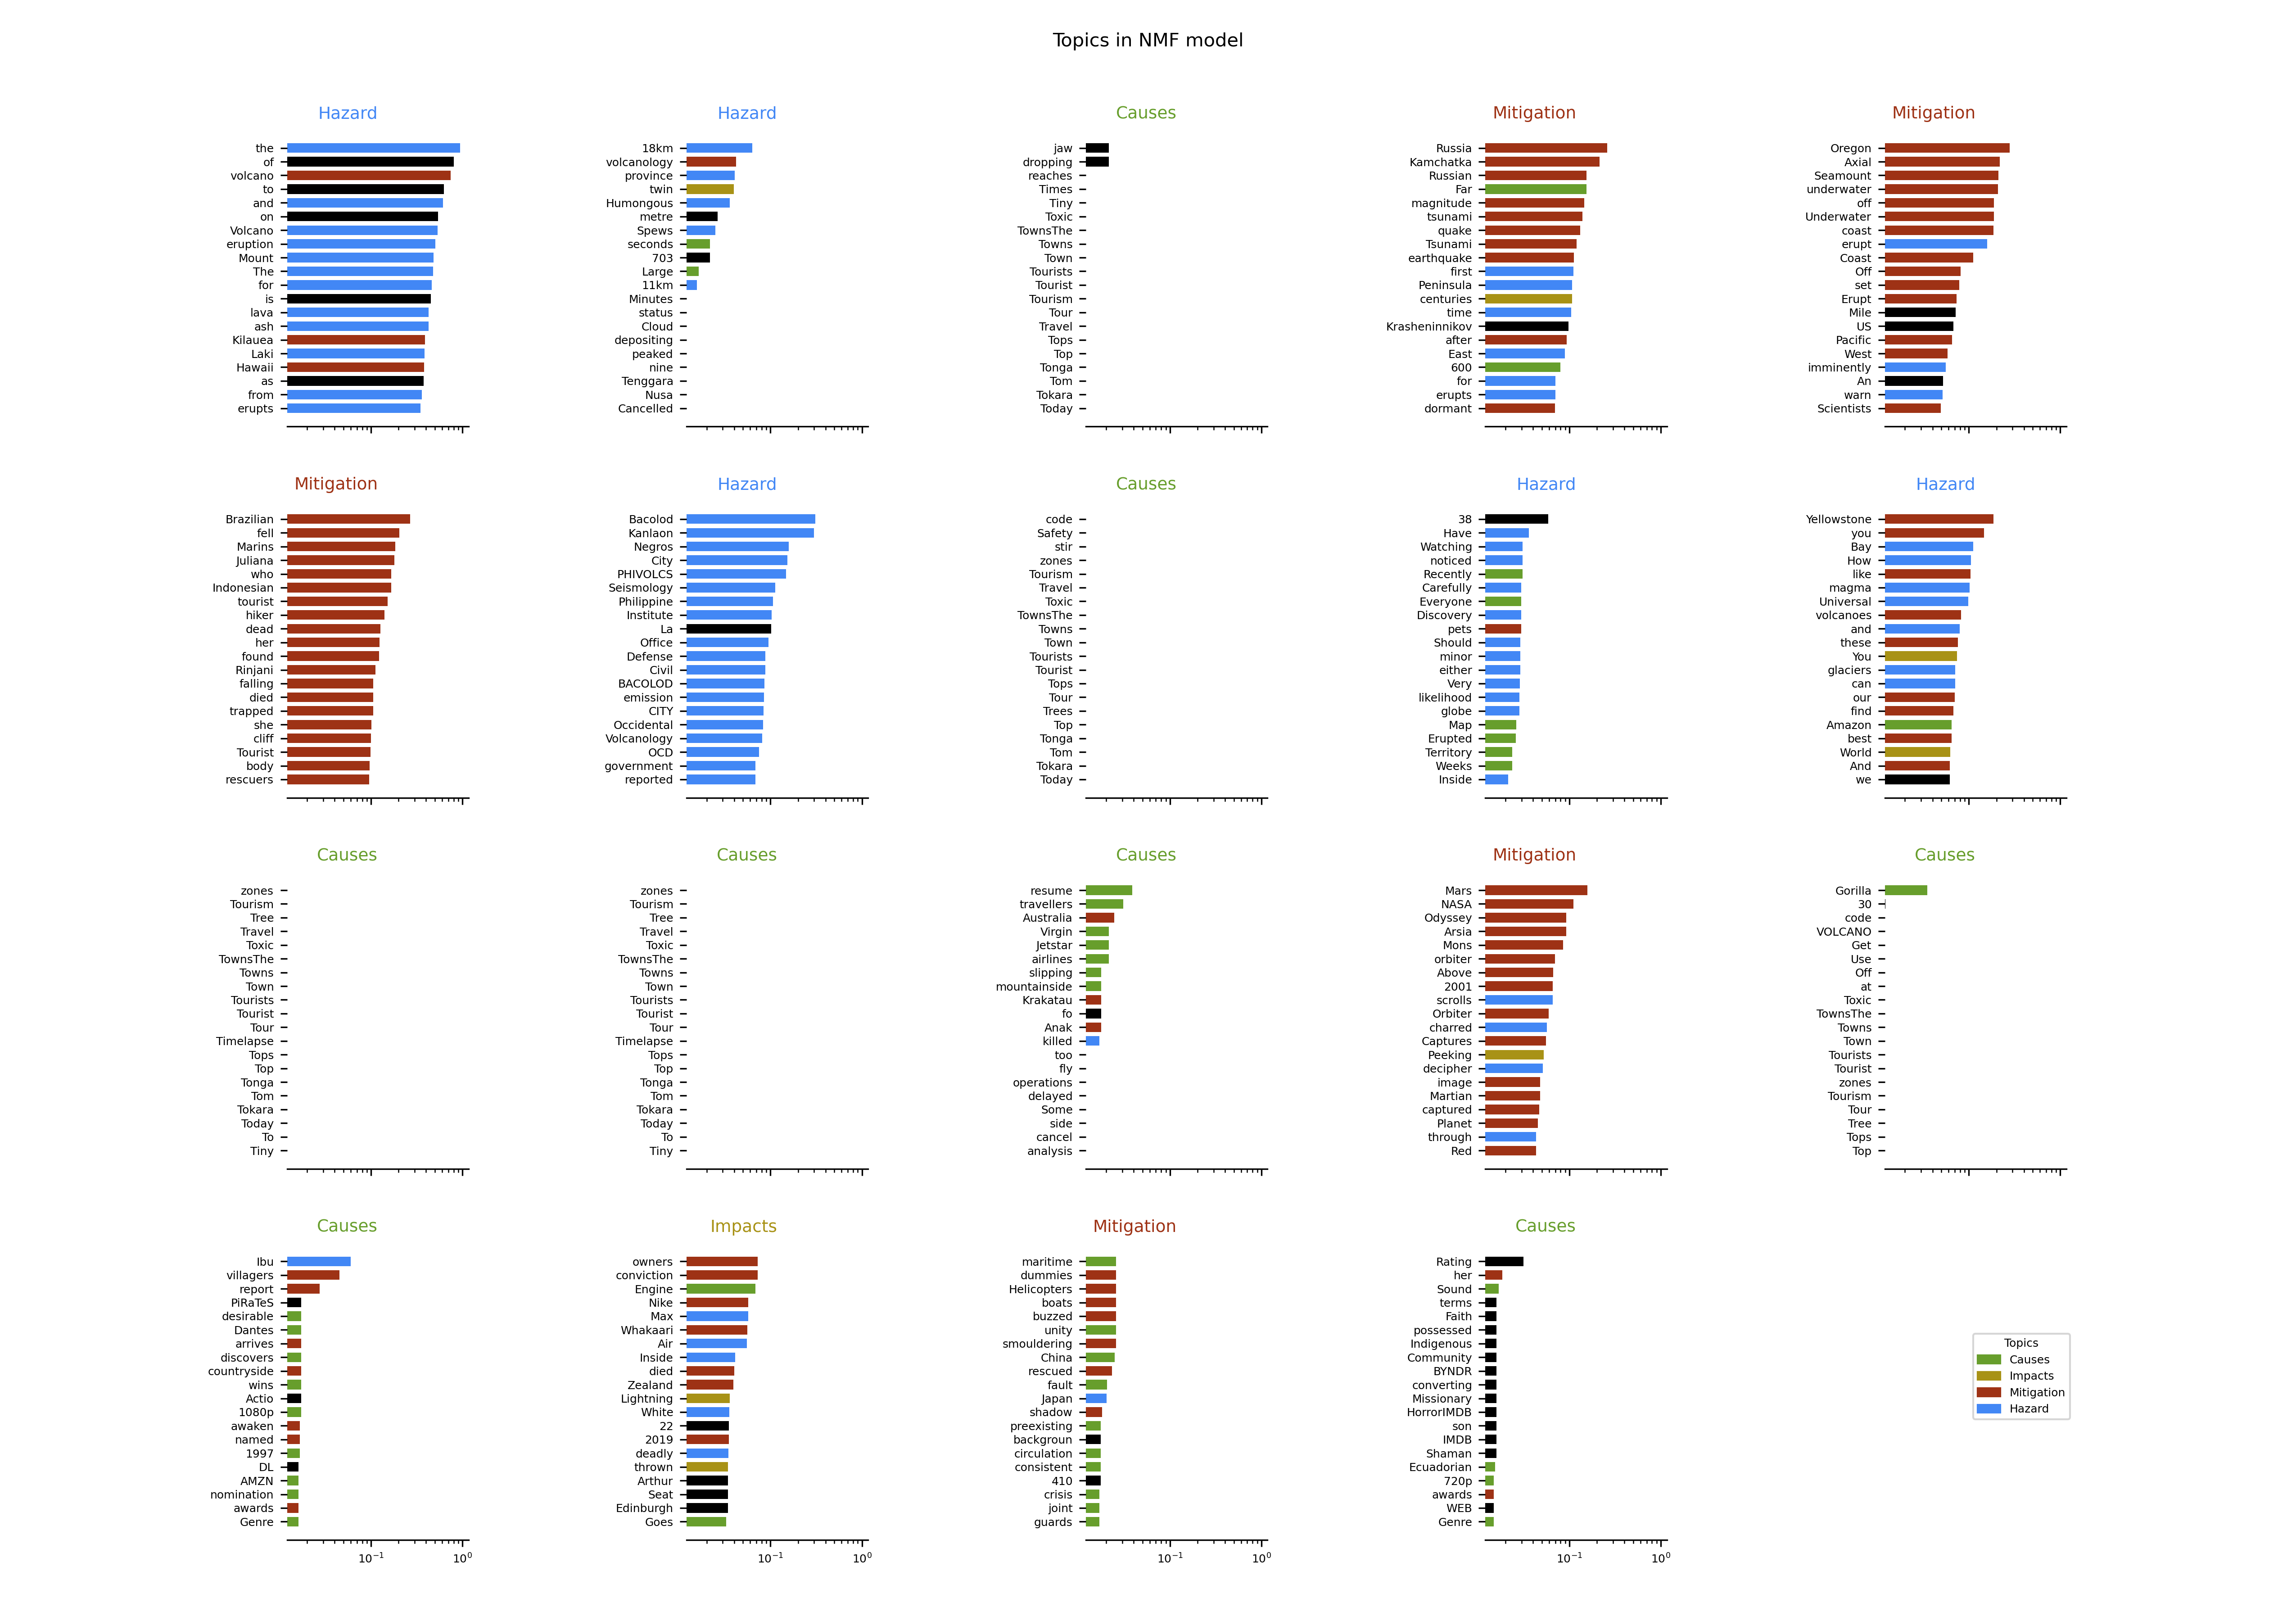 Topics in NMF model
Hazard
the
of
volcano
to
and
on
Volcano
eruption
Mount
The
for
is
lava
ash
Kilauea
Laki
Hawaii
as
from
erupts
Hazard
18km
volcanology
province
twin
Humongous
metre
Spews
seconds
703
Large
11km
Minutes
status
Cloud
depositing
peaked
nine
Tenggara
Nusa
Cancelled
Causes
jaw
dropping
reaches
Times
Tiny
Toxic
TownsThe
Towns
Town
Tourists
Tourist
Tourism
Tour
Travel
Tops
Top
Tonga
Tom
Tokara
Today
Mitigation
Russia
Kamchatka
Russian
Far
magnitude
tsunami
quake
Tsunami
earthquake
first
Peninsula
centuries
time
Krasheninnikov
after
East
600
for
erupts
dormant
Mitigation
Oregon
Axial
Seamount
underwater
off
Underwater
coast
erupt
Coast
Off
set
Erupt
Mile
US
Pacific
West
imminently
An
warn
Scientists
Mitigation
Brazilian
fell
Marins
Juliana
who
Indonesian
tourist
hiker
dead
her
found
Rinjani
falling
died
trapped
she
cliff
Tourist
body
rescuers
Hazard
Bacolod
Kanlaon
Negros
City
PHIVOLCS
Seismology
Philippine
Institute
La
Office
Defense
Civil
BACOLOD
emission
CITY
Occidental
Volcanology
OCD
government
reported
Causes
code
Safety
stir
zones
Tourism
Travel
Toxic
TownsThe
Towns
Town
Tourists
Tourist
Tops
Tour
Trees
Top
Tonga
Tom
Tokara
Today
Hazard
38
Have
Watching
noticed
Recently
Carefully
Everyone
Discovery
pets
Should
minor
either
Very
likelihood
globe
Map
Erupted
Territory
Weeks
Inside
Hazard
Yellowstone
you
Bay
How
like
magma
Universal
volcanoes
and
these
You
glaciers
can
our
find
Amazon
best
World
And
we
Causes
zones
Tourism
Tree
Travel
Toxic
TownsThe
Towns
Town
Tourists
Tourist
Tour
Timelapse
Tops
Top
Tonga
Tom
Tokara
Today
To
Tiny
Causes
zones
Tourism
Tree
Travel
Toxic
TownsThe
Towns
Town
Tourists
Tourist
Tour
Timelapse
Tops
Top
Tonga
Tom
Tokara
Today
To
Tiny
Causes
resume
travellers
Australia
Virgin
Jetstar
airlines
slipping
mountainside
Krakatau
fo
Anak
killed
too
fly
operations
delayed
Some
side
cancel
analysis
Mitigation
Mars
NASA
Odyssey
Arsia
Mons
orbiter
Above
2001
scrolls
Orbiter
charred
Captures
Peeking
decipher
image
Martian
captured
Planet
through
Red
Causes
Gorilla
30
code
VOLCANO
Get
Use
Off
at
Toxic
TownsThe
Towns
Town
Tourists
Tourist
zones
Tourism
Tour
Tree
Tops
Top
Causes
Ibu
villagers
report
PiRaTeS
desirable
Dantes
arrives
discovers
countryside
wins
Actio
1080p
awaken
named
1997
DL
AMZN
nomination
awards
Genre
10⁻¹ 10⁰
Impacts
owners
conviction
Engine
Nike
Max
Whakaari
Air
Inside
died
Zealand
Lightning
White
22
2019
deadly
thrown
Arthur
Seat
Edinburgh
Goes
10⁻¹ 10⁰
Mitigation
maritime
dummies
Helicopters
boats
buzzed
unity
smouldering
China
rescued
fault
Japan
shadow
preexisting
backgroun
circulation
consistent
410
crisis
joint
guards
10⁻¹ 10⁰
Causes
Rating
her
Sound
terms
Faith
possessed
Indigenous
Community
BYNDR
converting
Missionary
HorrorIMDB
son
IMDB
Shaman
Ecuadorian
720p
awards
WEB
Genre
10⁻¹ 10⁰
Topics
Causes
Impacts
Mitigation
Hazard